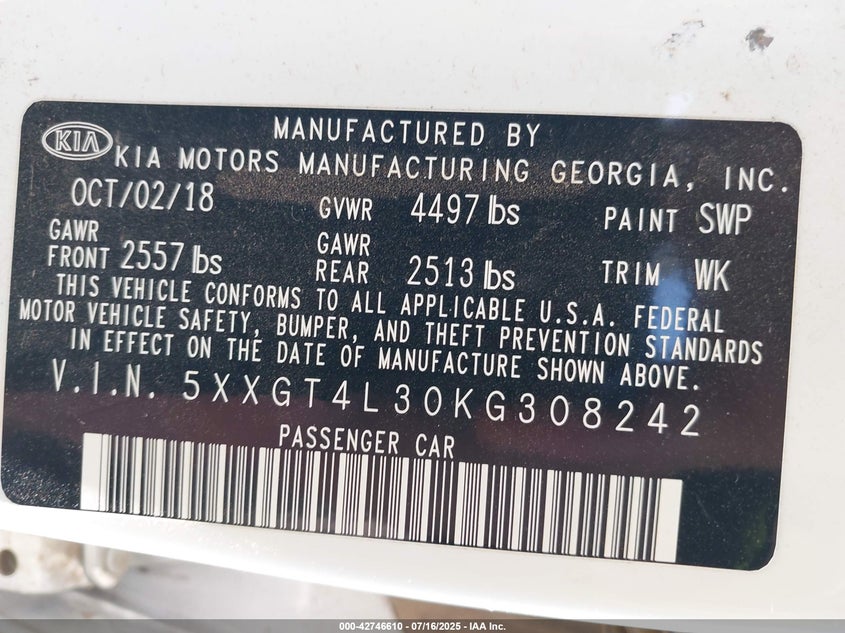 KIA
MANUFACTURED BY
KIA MOTORS MANUFACTURING GEORGIA, INC.
OCT/02/18 GVWR 4497 lbs PAINT SWP
GAWR FRONT 2557 lbs GAWR REAR 2513 lbs TRIM WK
THIS VEHICLE CONFORMS TO ALL APPLICABLE U.S.A. FEDERAL
MOTOR VEHICLE SAFETY, BUMPER, AND THEFT PREVENTION STANDARDS
IN EFFECT ON THE DATE OF MANUFACTURE SHOWN ABOVE.
V.I.N. 5XXGT4L30KG308242
PASSENGER CAR
000-42746610 - 07/16/2025 - IAA Inc.